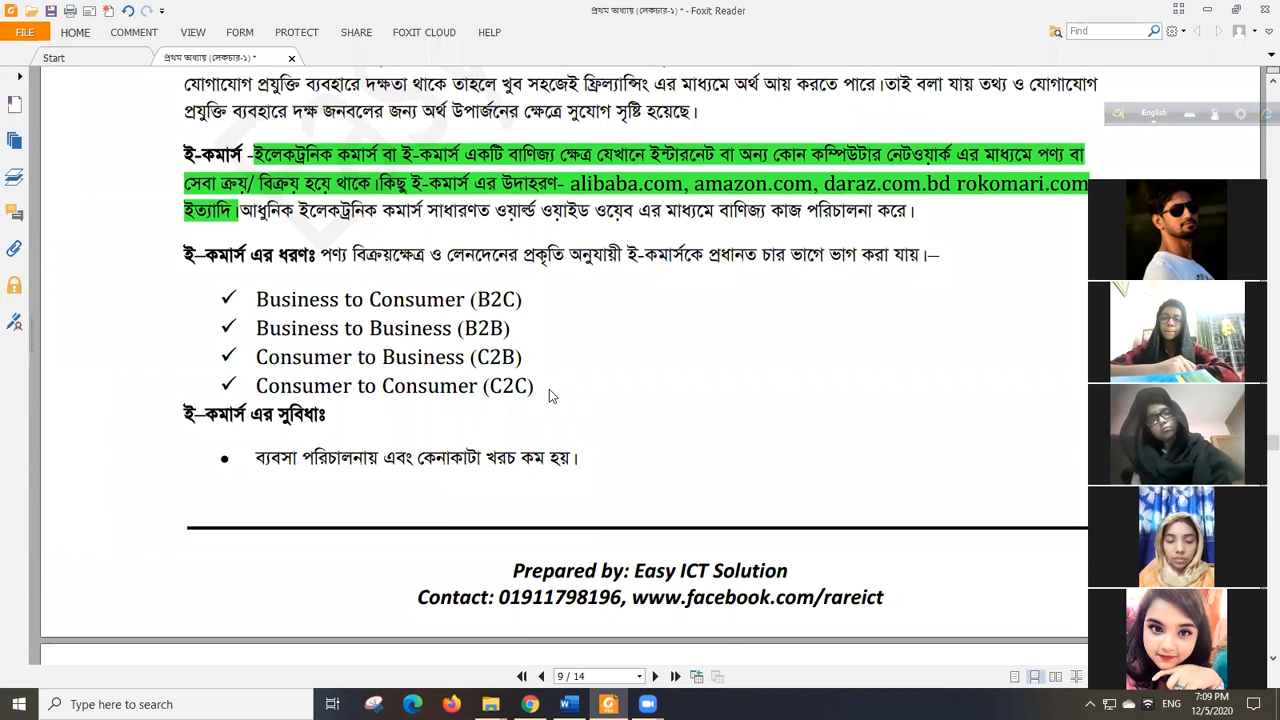 প্রথম অধ্যায় (লেকচার-১) * - Foxit Reader
FILE HOME COMMENT VIEW FORM PROTECT SHARE FOXIT CLOUD HELP
Find
Start
প্রথম অধ্যায় (লেকচার-১) *
যোগাযোগ প্রযুক্তি ব্যবহারে দক্ষতা থাকে তাহলে খুব সহজেই ফ্রিল্যান্সিং এর মাধ্যমে অর্থ আয় করতে পারে।তাই বলা যায় তথ্য ও যোগাযোগ
প্রযুক্তি ব্যবহারে দক্ষ জনবলের জন্য অর্থ উপার্জনের ক্ষেত্রে সুযোগ সৃষ্টি হয়েছে।
English
ই-কমার্স -ইলেকট্রনিক কমার্স বা ই-কমার্স একটি বাণিজ্য ক্ষেত্র যেখানে ইন্টারনেট বা অন্য কোন কম্পিউটার নেটওয়ার্ক এর মাধ্যমে পণ্য বা
সেবা ক্রয়/ বিক্রয় হয়ে থাকে।কিছু ই-কমার্স এর উদাহরণ- alibaba.com, amazon.com, daraz.com.bd rokomari.com
ইত্যাদি।আধুনিক ইলেকট্রনিক কমার্স সাধারণত ওয়ার্ল্ড ওয়াইড ওয়েব এর মাধ্যমে বাণিজ্য কাজ পরিচালনা করে।
ই–কমার্স এর ধরণঃ পণ্য বিক্রয়ক্ষেত্র ও লেনদেনের প্রকৃতি অনুযায়ী ই-কমার্সকে প্রধানত চার ভাগে ভাগ করা যায়।–
✓ Business to Consumer (B2C)
✓ Business to Business (B2B)
✓ Consumer to Business (C2B)
✓ Consumer to Consumer (C2C)
ই–কমার্স এর সুবিধাঃ
• ব্যবসা পরিচালনায় এবং কেনাকাটা খরচ কম হয়।
Prepared by: Easy ICT Solution
Contact: 01911798196, www.facebook.com/rareict
9 / 14
Type here to search
ENG
7:09 PM
12/5/2020